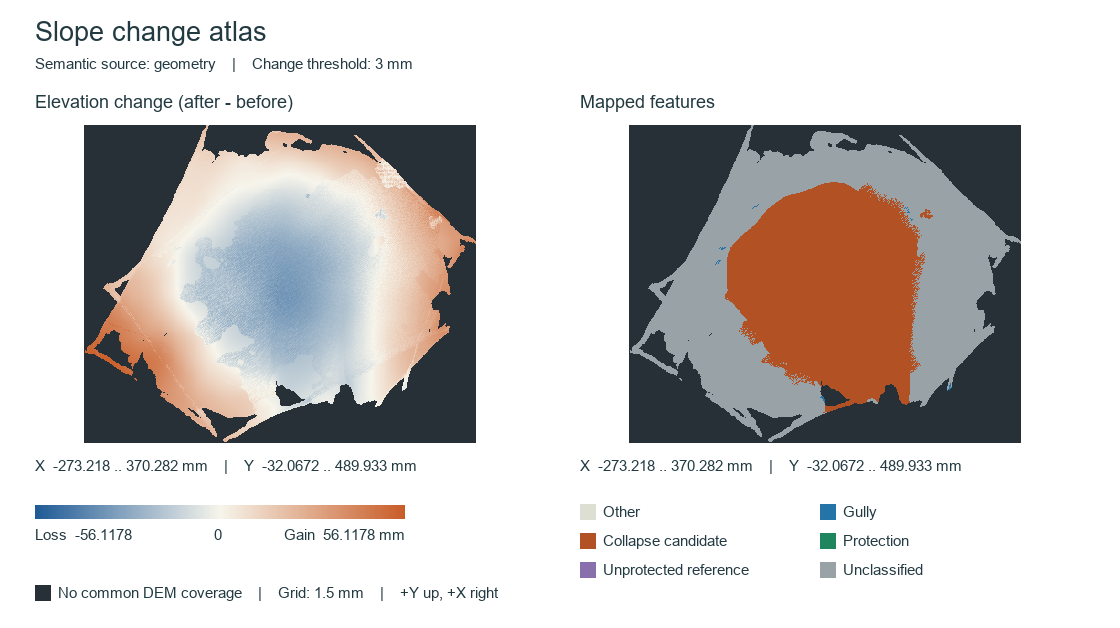 Slope change atlas
Semantic source: geometry | Change threshold: 3 mm
Elevation change (after - before)
Mapped features
X -273.218 .. 370.282 mm | Y -32.0672 .. 489.933 mm
X -273.218 .. 370.282 mm | Y -32.0672 .. 489.933 mm
Loss -56.1178 0 Gain 56.1178 mm
Other
Gully
Collapse candidate
Protection
Unprotected reference
Unclassified
No common DEM coverage | Grid: 1.5 mm | +Y up, +X right